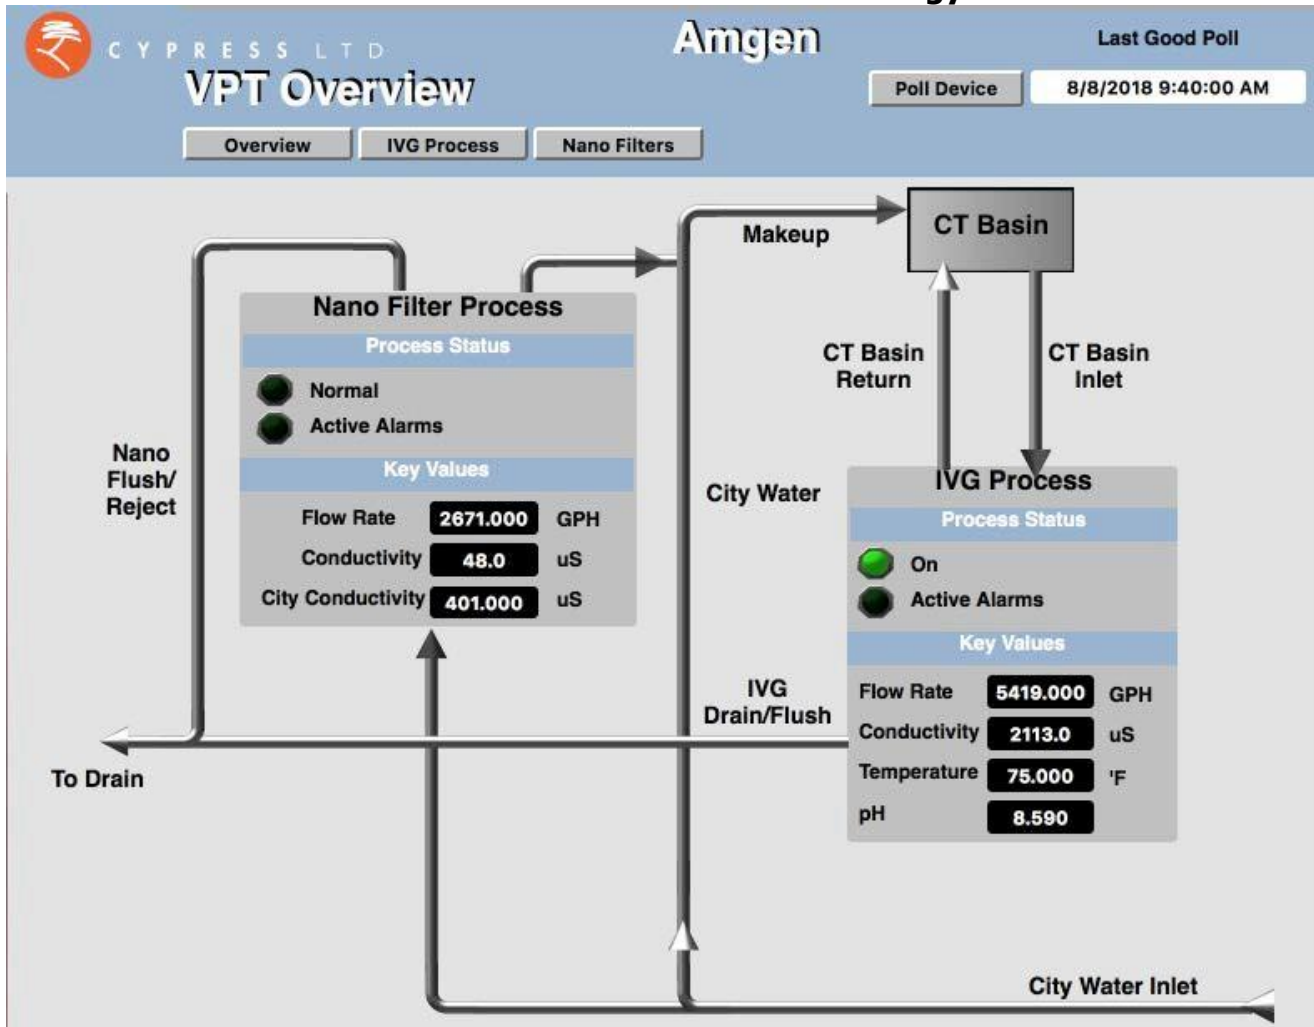 CYPRESS LTD
Amgen
Last Good Poll
VPT Overview
Poll Device
8/8/2018 9:40:00 AM
Overview
IVG Process
Nano Filters
Makeup
CT Basin
Nano Filter Process
Process Status
Normal
Active Alarms
Key Values
Flow Rate 2671.000 GPH
Conductivity 48.0 uS
City Conductivity 401.000 uS
Nano
Flush/
Reject
City Water
CT Basin
Return
CT Basin
Inlet
IVG Process
Process Status
On
Active Alarms
Key Values
Flow Rate 5419.000 GPH
Conductivity 2113.0 uS
Temperature 75.000 'F
pH 8.590
IVG
Drain/Flush
To Drain
City Water Inlet